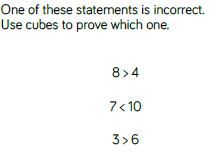 One of these statements is incorrect.
Use cubes to prove which one.
8 > 4
7 < 10
3 > 6